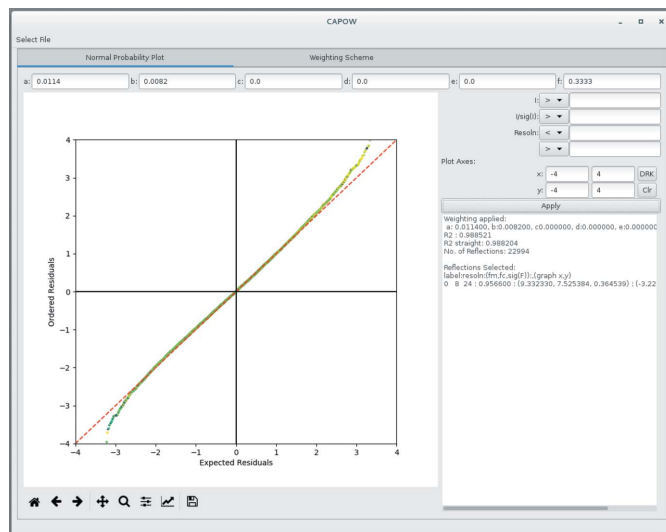 CAPOW
Select File
Normal Probability Plot Weighting Scheme
a: 0.0114 b: 0.0082 c: 0.0 d: 0.0 e: 0.0 f: 0.3333
I: >
I/sig(I): >
Resoln: <
>
Plot Axes:
x: -4 4 DRK
y: -4 4 Clr
Apply
Weighting applied:
a: 0.011400, b:0.008200, c0.000000, d:0.000000, e:0.00000
R2 : 0.988521
R2 straight: 0.988204
No. of Reflections: 22994
Reflections Selected:
label:resoln:(fm,fc,sig(F)):,(graph x,y)
0 8 24 : 0.956600 : (9.332330, 7.525384, 0.364539) : (-3.22
4
3
2
1
0
−1
−2
−3
−4
Ordered Residuals
−4 −3 −2 −1 0 1 2 3 4
Expected Residuals